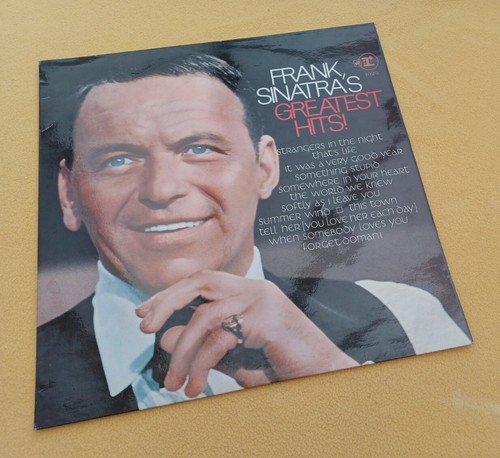 FRANK
SINATRA'S
GREATEST
HITS!
STRANGERS IN THE NIGHT
THAT'S LIFE
IT WAS A VERY GOOD YEAR
SOMETHING STUPID
SOMEWHERE IN YOUR HEART
THE WORLD WE KNEW
SOFTLY AS I LEAVE YOU
SUMMER WIND □ THIS TOWN
TELL HER [YOU LOVE HER EACH DAY]
WHEN SOMEBODY LOVES YOU
FORGET DOMANI